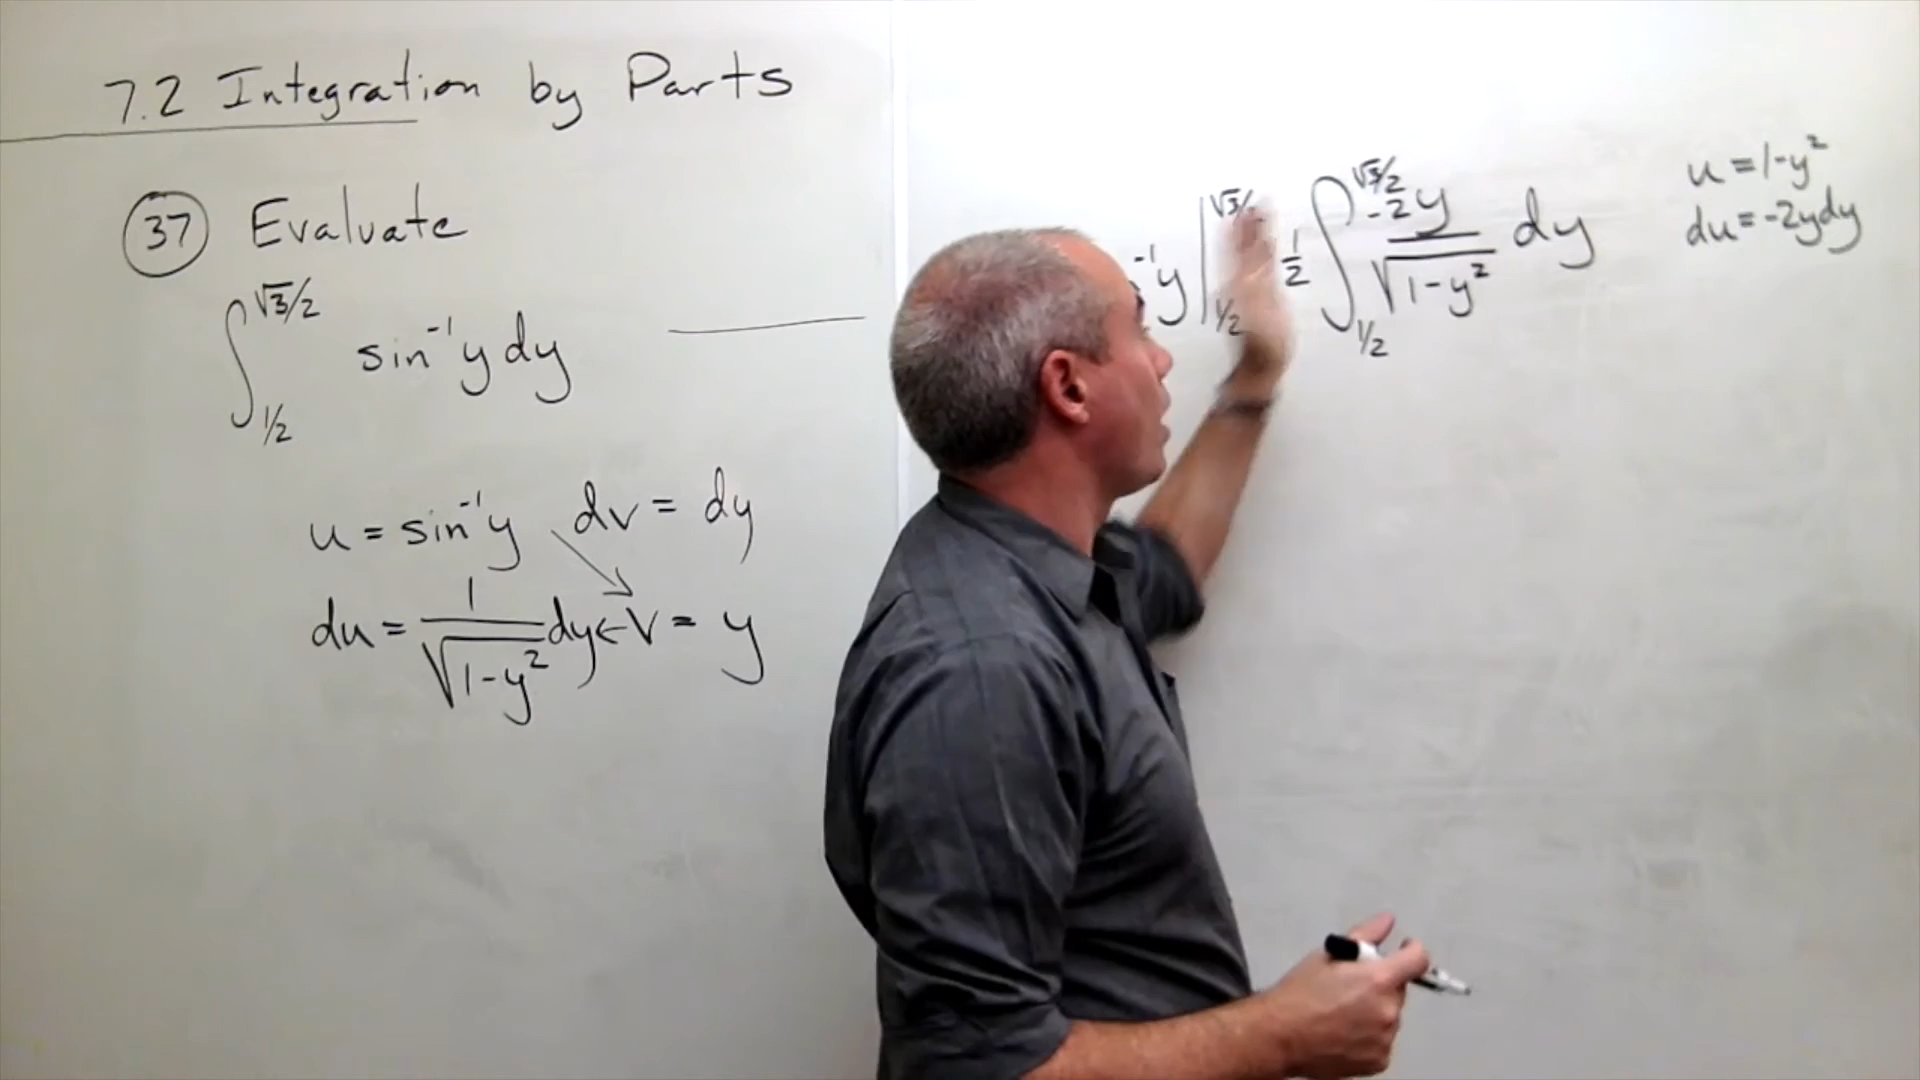 7.2 Integration by Parts
37 Evaluate
∫_{1/2}^{√3/2} sin⁻¹y dy
u = sin⁻¹y dv = dy
du = 1/√(1-y²) dy ← v = y
⁻¹y |_{1/2} 1/2 ∫_{1/2}^{√3/2} -2y/√(1-y²) dy
u = 1-y²
du = -2ydy